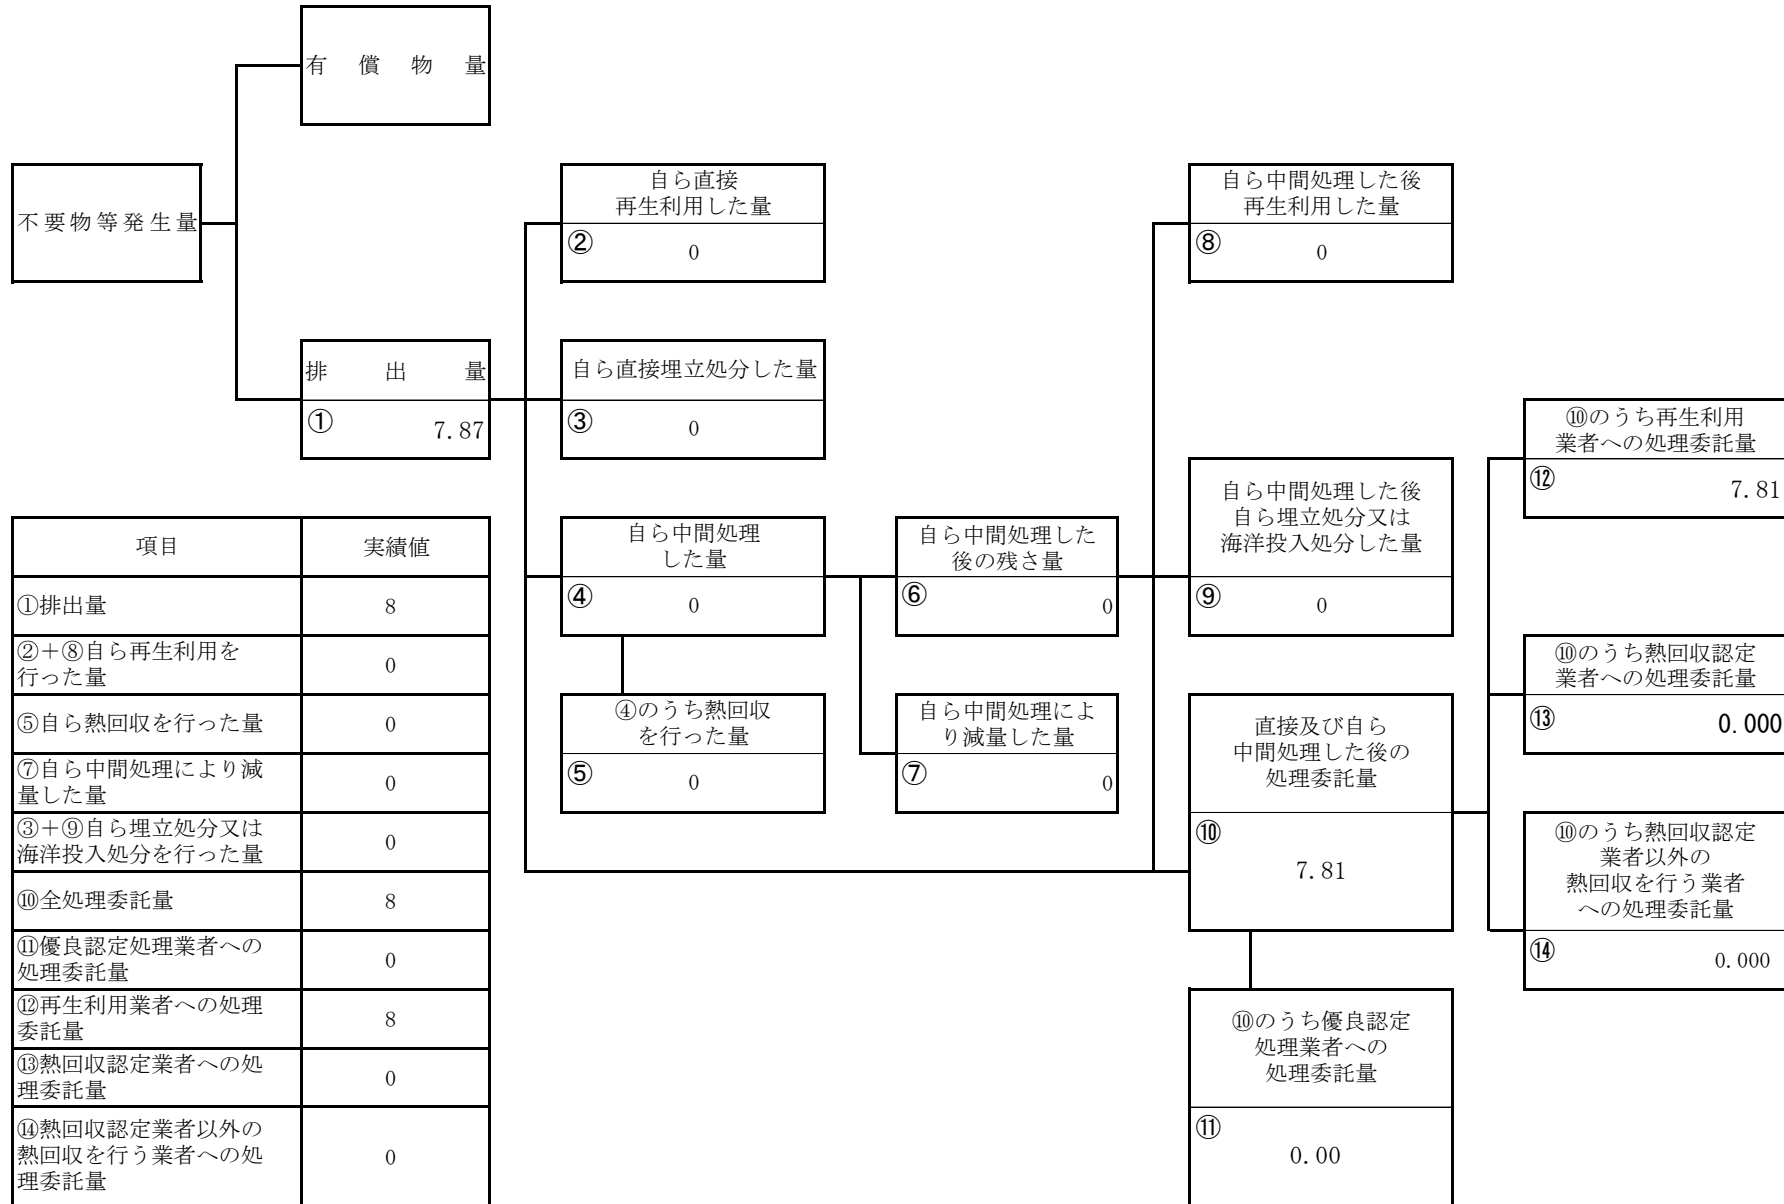 有償物量
不要物等発生量
排出量
①
7.87
自ら直接
再生利用した量
②
0
自ら直接埋立処分した量
③
0
自ら中間処理
した量
④
0
④のうち熱回収
を行った量
⑤
0
自ら中間処理した
後の残さ量
⑥
0
自ら中間処理によ
り減量した量
⑦
0
自ら中間処理した後
再生利用した量
⑧
0
自ら中間処理した後
自ら埋立処分又は
海洋投入処分した量
⑨
0
直接及び自ら
中間処理した後の
処理委託量
⑩
7.81
⑩のうち優良認定
処理業者への
処理委託量
⑪
0.00
⑩のうち再生利用
業者への処理委託量
⑫
7.81
⑩のうち熱回収認定
業者への処理委託量
⑬
0.000
⑩のうち熱回収認定
業者以外の
熱回収を行う業者
への処理委託量
⑭
0.000
項目 実績値
①排出量 8
②+⑧自ら再生利用を
行った量 0
⑤自ら熱回収を行った量 0
⑦自ら中間処理により減
量した量 0
③+⑨自ら埋立処分又は
海洋投入処分を行った量 0
⑩全処理委託量 8
⑪優良認定処理業者への
処理委託量 0
⑫再生利用業者への処理
委託量 8
⑬熱回収認定業者への処
理委託量 0
⑭熱回収認定業者以外の
熱回収を行う業者への処
理委託量 0